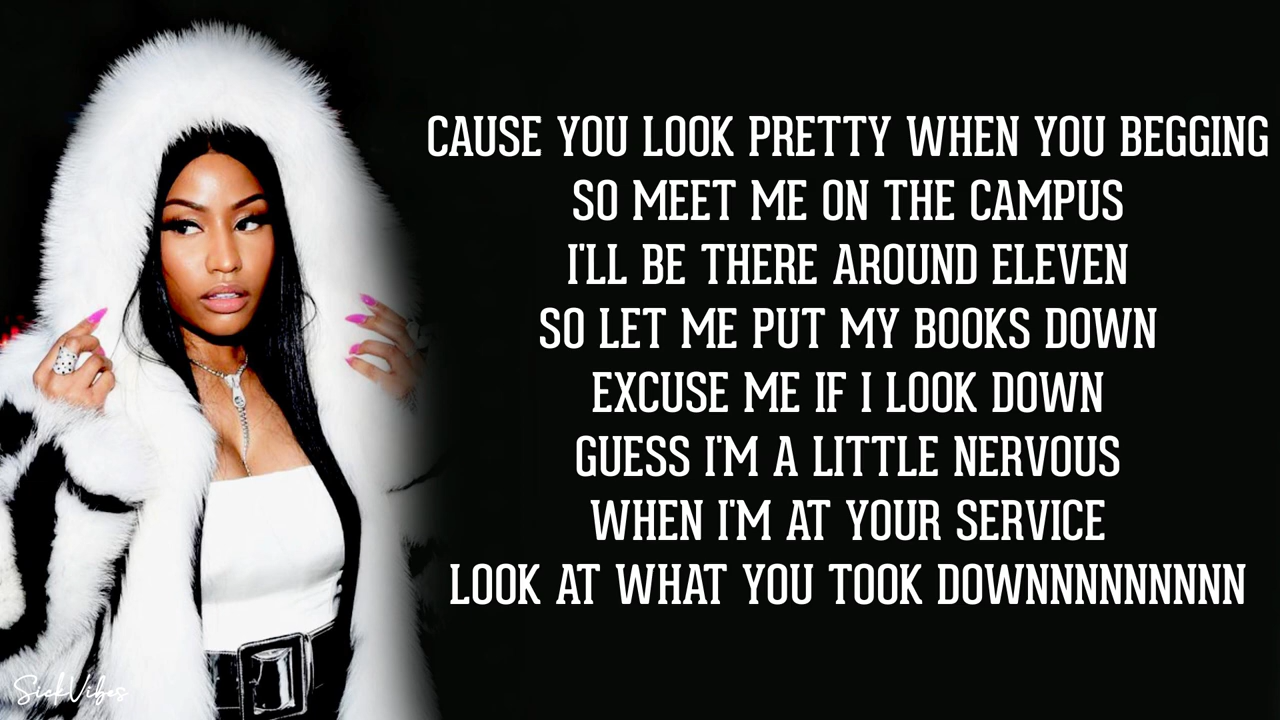 CAUSE YOU LOOK PRETTY WHEN YOU BEGGING
SO MEET ME ON THE CAMPUS
I'LL BE THERE AROUND ELEVEN
SO LET ME PUT MY BOOKS DOWN
EXCUSE ME IF I LOOK DOWN
GUESS I'M A LITTLE NERVOUS
WHEN I'M AT YOUR SERVICE
LOOK AT WHAT YOU TOOK DOWNNNNNNNNNN
SickVibes